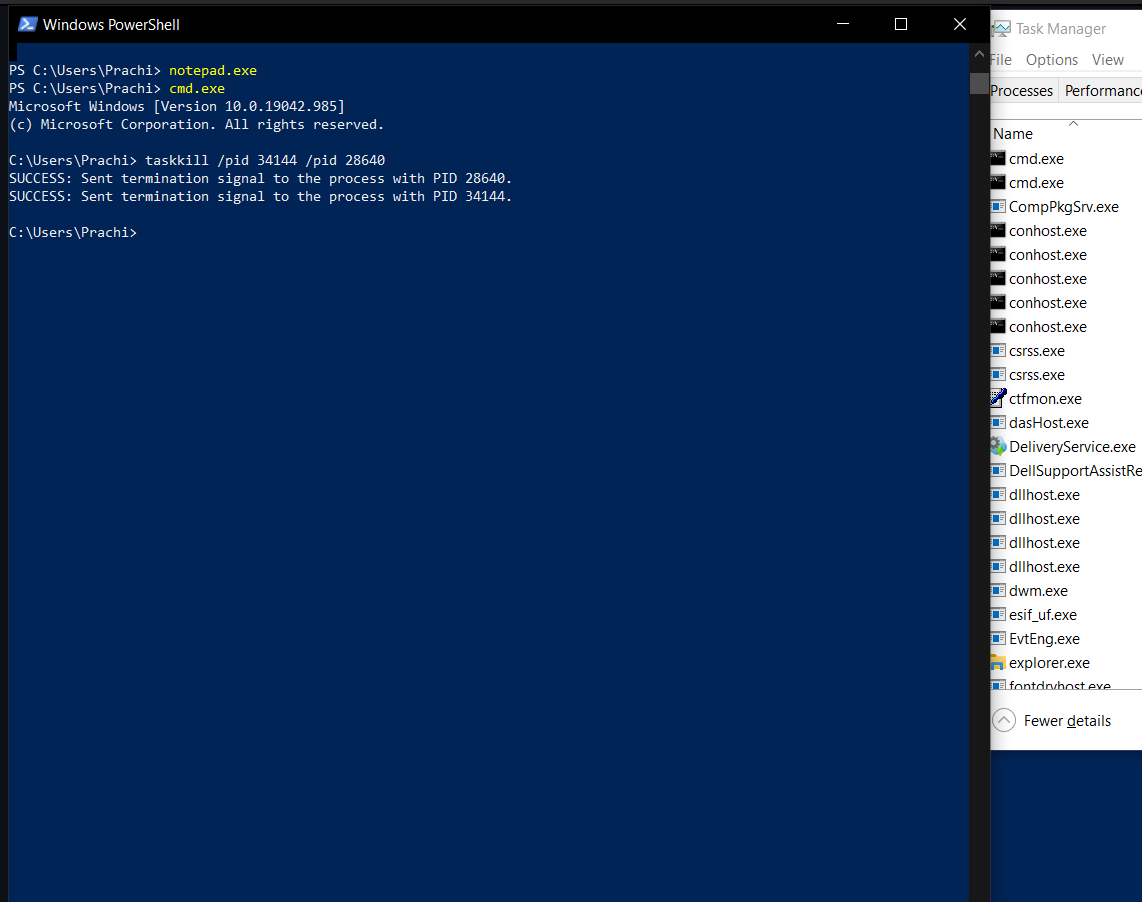 Windows PowerShell
PS C:\Users\Prachi> notepad.exe
PS C:\Users\Prachi> cmd.exe
Microsoft Windows [Version 10.0.19042.985]
(c) Microsoft Corporation. All rights reserved.
C:\Users\Prachi> taskkill /pid 34144 /pid 28640
SUCCESS: Sent termination signal to the process with PID 28640.
SUCCESS: Sent termination signal to the process with PID 34144.
C:\Users\Prachi>
Task Manager
File Options View
Processes Performanc
Name
cmd.exe
cmd.exe
CompPkgSrv.exe
conhost.exe
conhost.exe
conhost.exe
conhost.exe
conhost.exe
csrss.exe
csrss.exe
ctfmon.exe
dasHost.exe
DeliveryService.exe
DellSupportAssistRe
dllhost.exe
dllhost.exe
dllhost.exe
dllhost.exe
dwm.exe
esif_uf.exe
EvtEng.exe
explorer.exe
fontdrvhost.exe
Fewer details